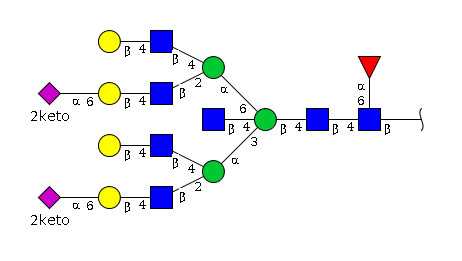 β 4 β 4
α 2 α
2keto α 6 β 4 β α 6
6
β 4 β 4 β 4 β
3
β 4 β 4 α
2
2keto α 6 β 4 β